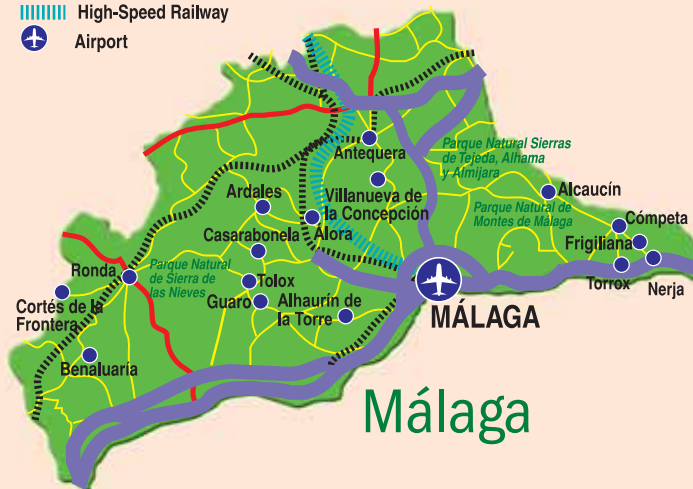 High-Speed Railway
Airport
Antequera
Parque Natural Sierras
de Tejeda, Alhama
y Almijara
Ardales
Villanueva de
la Concepción
Alcaucín
Parque Natural de
Montes de Málaga
Cómpeta
Casarabonela
Álora
Frigiliana
Ronda
Parque Natural
de Sierra de
las Nieves
Tolox
Torrox
Nerja
Cortés de la
Frontera
Guaro
Alhaurín de
la Torre
MÁLAGA
Benaluaría
Málaga